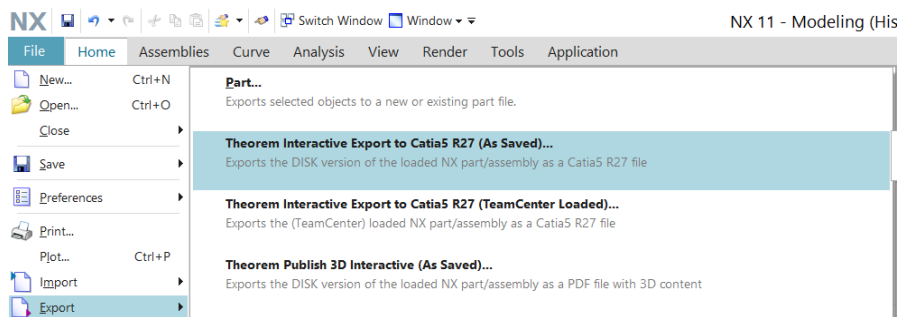 NX Switch Window Window NX 11 - Modeling (His
File Home Assemblies Curve Analysis View Render Tools Application
New... Ctrl+N
Open... Ctrl+O
Close
Save
Preferences
Print...
Plot... Ctrl+P
Import
Export
Part...
Exports selected objects to a new or existing part file.
Theorem Interactive Export to Catia5 R27 (As Saved)...
Exports the DISK version of the loaded NX part/assembly as a Catia5 R27 file
Theorem Interactive Export to Catia5 R27 (TeamCenter Loaded)...
Exports the (TeamCenter) loaded NX part/assembly as a Catia5 R27 file
Theorem Publish 3D Interactive (As Saved)...
Exports the DISK version of the loaded NX part/assembly as a PDF file with 3D content